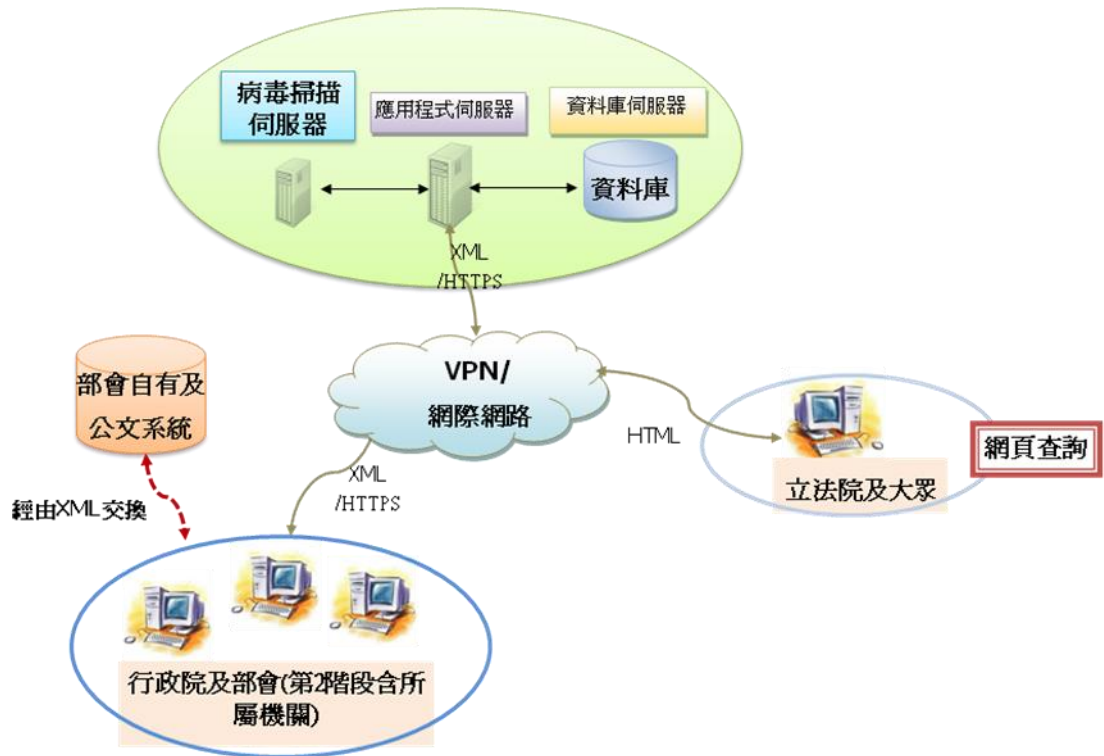 病毒掃描
伺服器
應用程式伺服器
資料庫伺服器
資料庫
XML
/HTTPS
VPN/
網際網路
部會自有及
公文系統
經由XML交換
XML
/HTTPS
HTML
網頁查詢
立法院及大眾
行政院及部會(第2階段含所
屬機關)